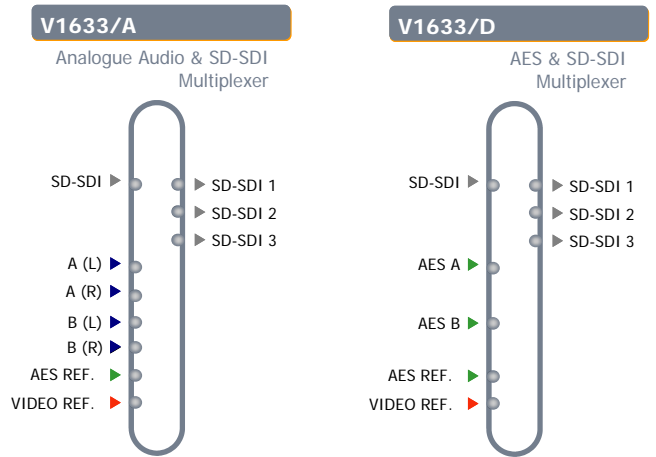 V1633/A
Analogue Audio & SD-SDI
Multiplexer
SD-SDI
SD-SDI 1
SD-SDI 2
SD-SDI 3
A (L)
A (R)
B (L)
B (R)
AES REF.
VIDEO REF.
V1633/D
AES & SD-SDI
Multiplexer
SD-SDI
SD-SDI 1
SD-SDI 2
SD-SDI 3
AES A
AES B
AES REF.
VIDEO REF.